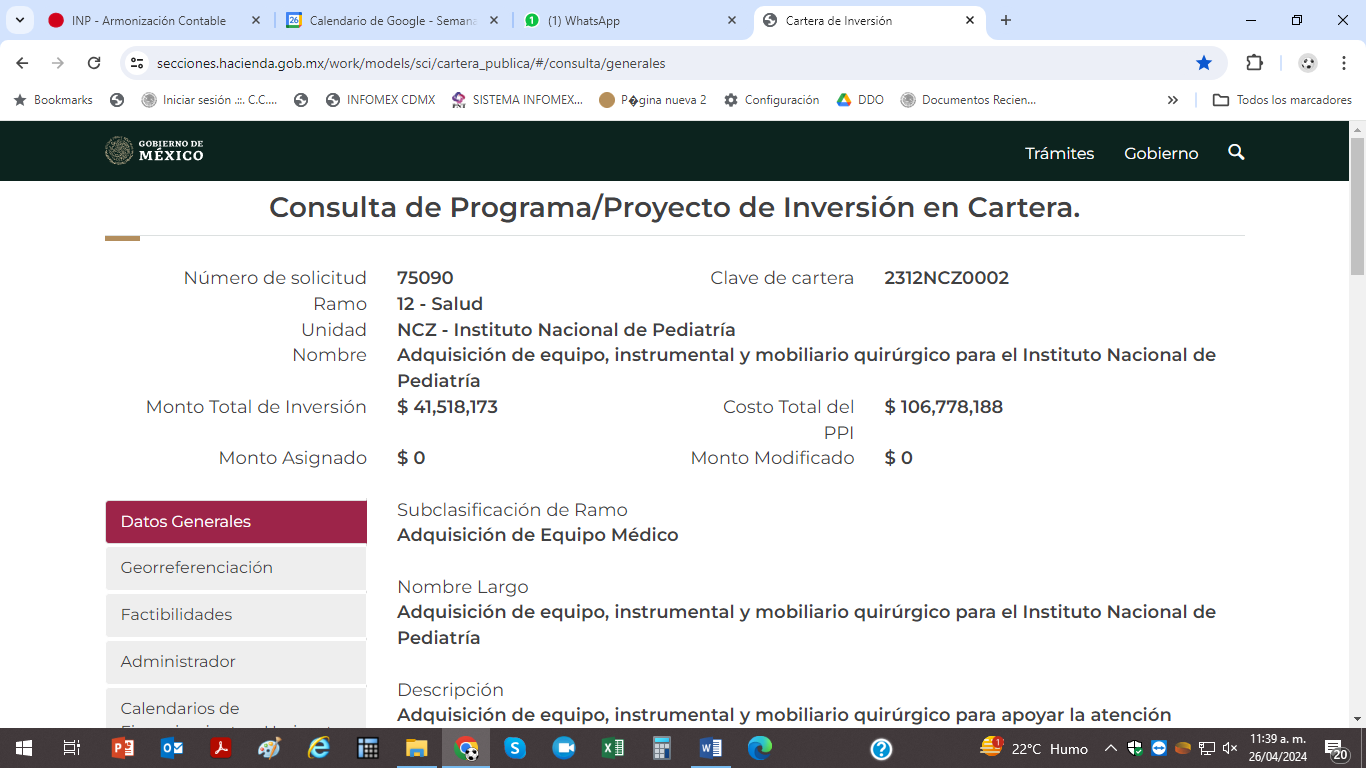 INP - Armonización Contable
Calendario de Google - Semana
(1) WhatsApp
Cartera de Inversión
secciones.hacienda.gob.mx/work/models/sci/cartera_publica/#/consulta/generales
Bookmarks
Iniciar sesión .::. C.C....
INFOMEX CDMX
SISTEMA INFOMEX...
P�gina nueva 2
Configuración
DDO
Documentos Recien...
Todos los marcadores
GOBIERNO DE
MÉXICO
Trámites
Gobierno
Consulta de Programa/Proyecto de Inversión en Cartera.
Número de solicitud 75090 Clave de cartera 2312NCZ0002
Ramo 12 - Salud
Unidad NCZ - Instituto Nacional de Pediatría
Nombre Adquisición de equipo, instrumental y mobiliario quirúrgico para el Instituto Nacional de
Pediatría
Monto Total de Inversión $ 41,518,173 Costo Total del $ 106,778,188
PPI
Monto Asignado $ 0 Monto Modificado $ 0
Datos Generales
Georreferenciación
Factibilidades
Administrador
Calendarios de
Subclasificación de Ramo
Adquisición de Equipo Médico
Nombre Largo
Adquisición de equipo, instrumental y mobiliario quirúrgico para el Instituto Nacional de
Pediatría
Descripción
Adquisición de equipo, instrumental y mobiliario quirúrgico para apoyar la atención
22°C Humo
11:39 a. m.
26/04/2024
20